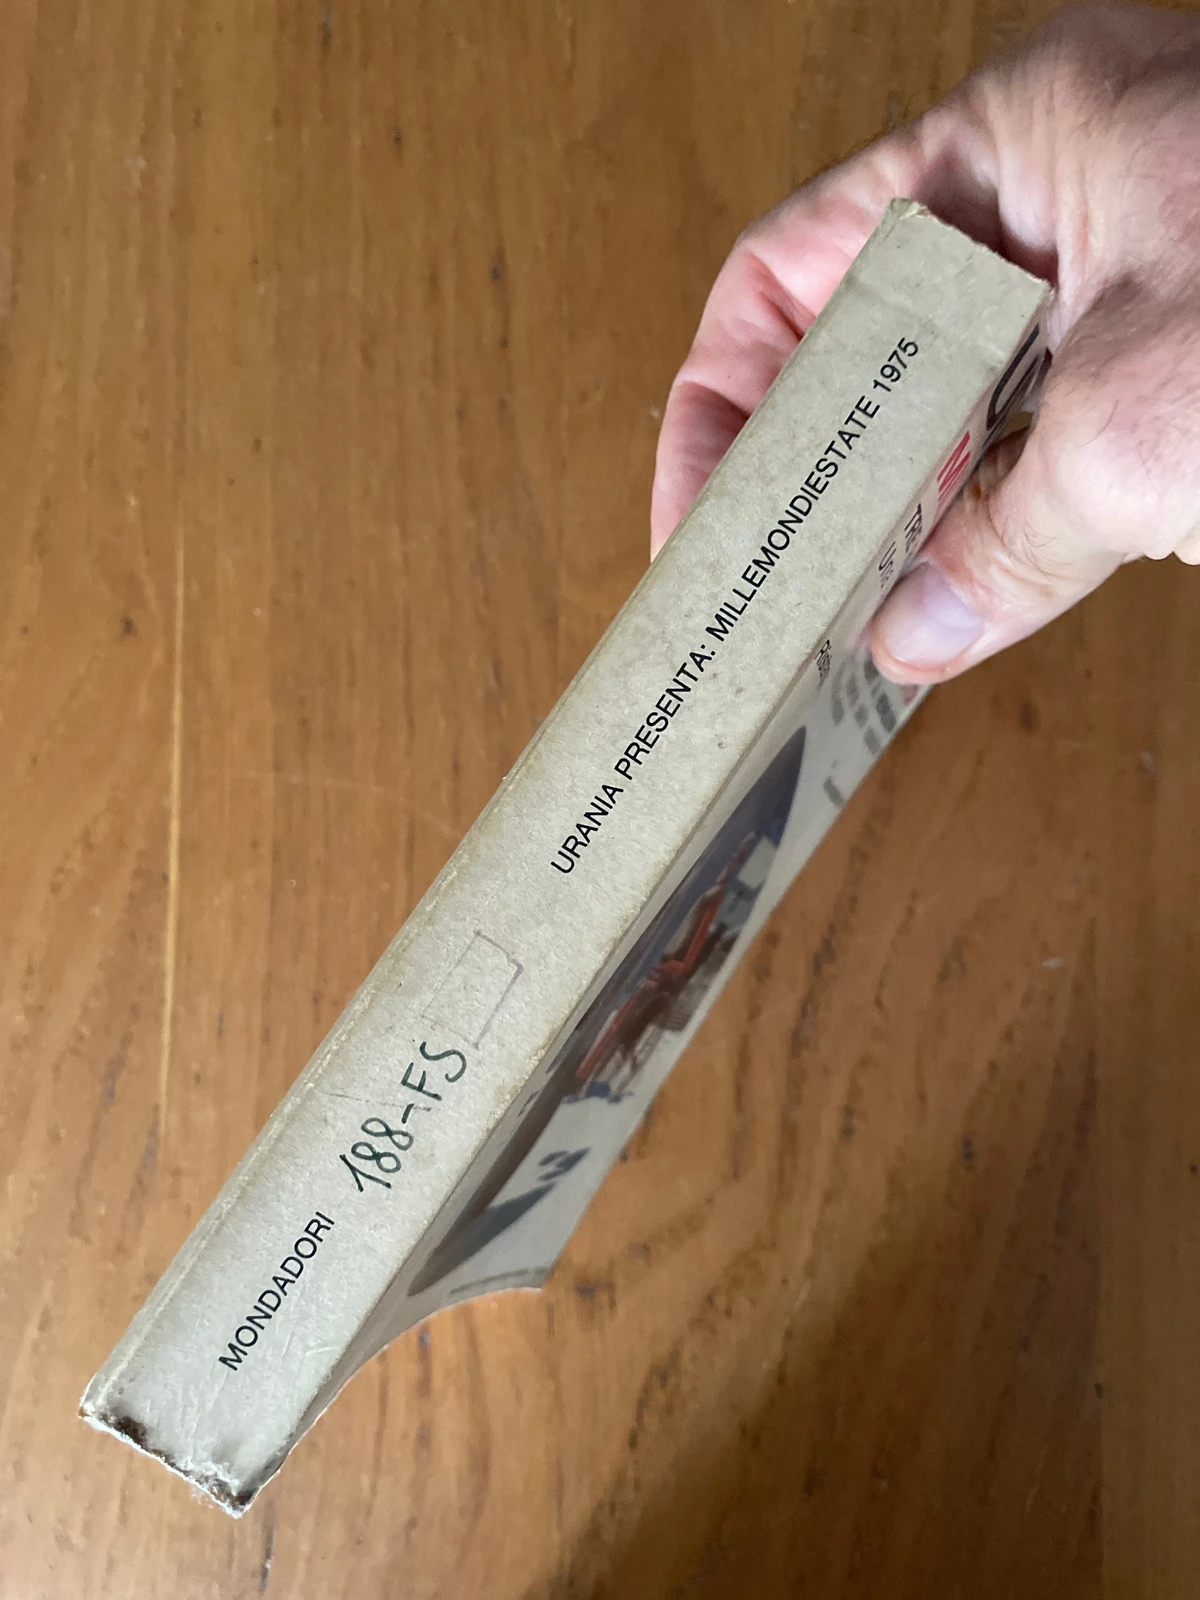 URANIA PRESENTA: MILLEMONDIESTATE 1975
188-FS
MONDADORI